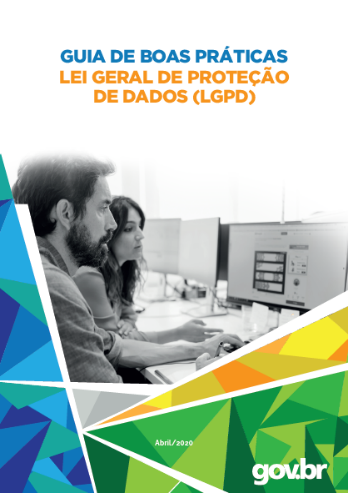 GUIA DE BOAS PRÁTICAS
LEI GERAL DE PROTEÇÃO
DE DADOS (LGPD)
Abril/2020
gov.br